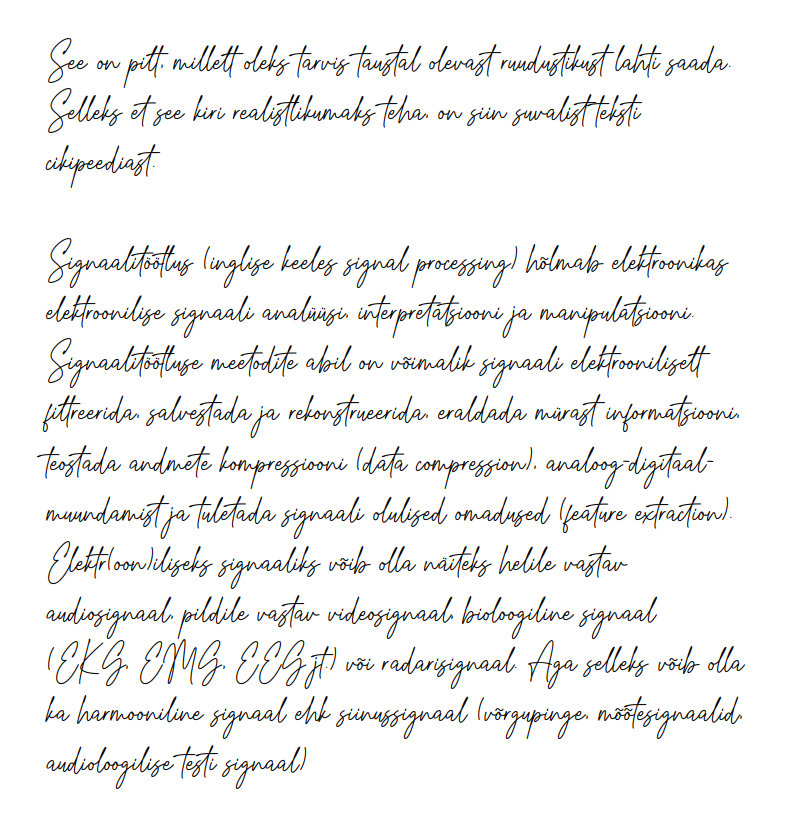 See on pilt, millelt oleks tarvis taustal olevast ruudustikust lahti saada.
Selleks et see kiri realistlikumaks teha, on siin suvalist teksti
cikipeediast.
Signaalitöötlus (inglise keeles signal processing) hõlmab elektroonikas
elektroonilise signaali analüüsi, interpretatsiooni ja manipulatsiooni.
Signaalitöötluse meetodite abil on võimalik signaali elektrooniliselt
filtreerida, salvestada ja rekonstrueerida, eraldada mürast informatsiooni,
teostada andmete kompressiooni (data compression), analoog-digitaal-
muundamist ja tuletada signaali olulised omadused (feature extraction).
Elektr(oon)iliseks signaaliks võib olla näiteks helile vastav
audiosignaal, pildile vastav videosignaal, bioloogiline signaal
(EKG, EMG, EEG jt.) või radarisignaal. Aga selleks võib olla
ka harmooniline signaal ehk siinussignaal (võrgupinge, mõõtesignaalid,
audioloogilise testi signaal)